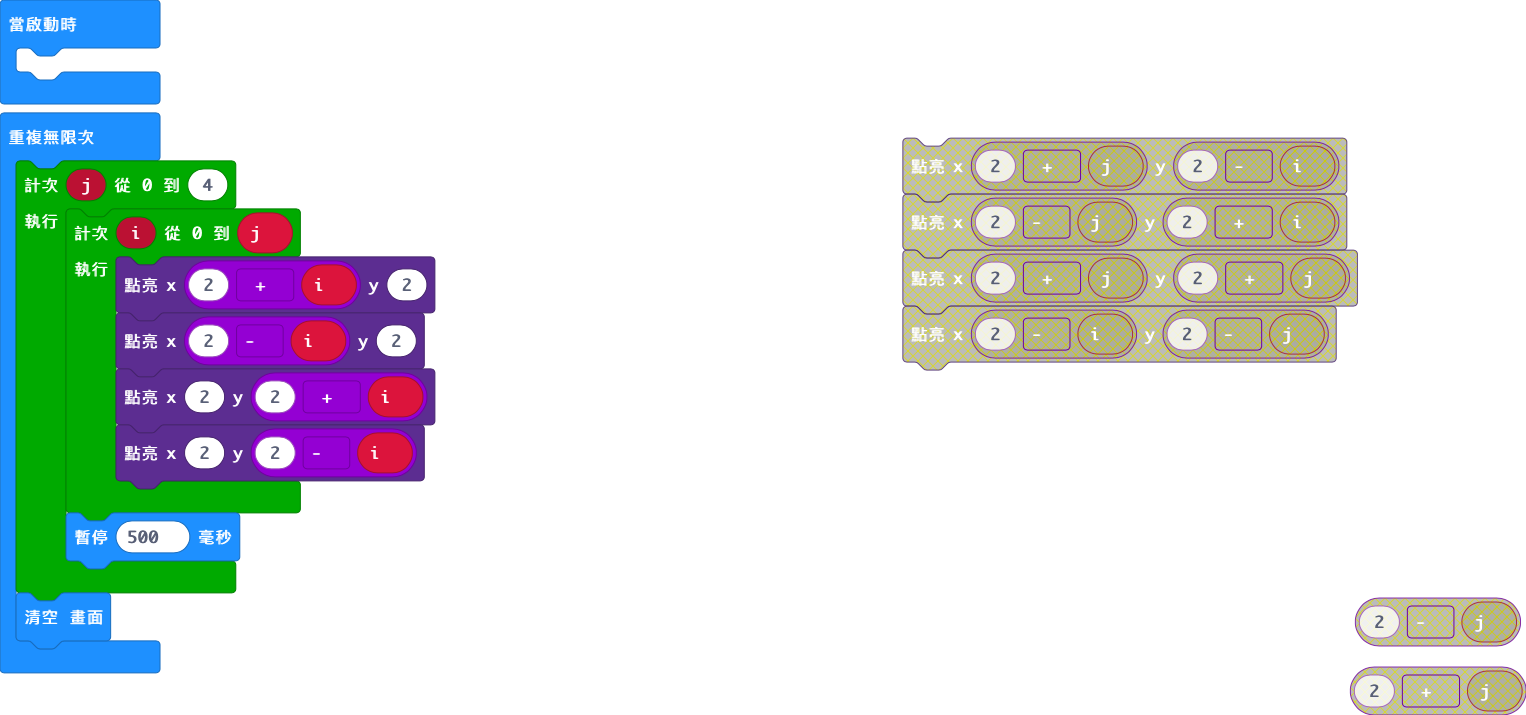 當啟動時
重複無限次
計次 j 從 0 到 4
執行
計次 i 從 0 到 j
執行
點亮 x 2 + i y 2
點亮 x 2 - i y 2
點亮 x 2 y 2 + i
點亮 x 2 y 2 - i
暫停 500 毫秒
清空 畫面
點亮 x 2 + j y 2 - i
點亮 x 2 - j y 2 + i
點亮 x 2 + j y 2 + j
點亮 x 2 - i y 2 - j
2 - j
2 + j